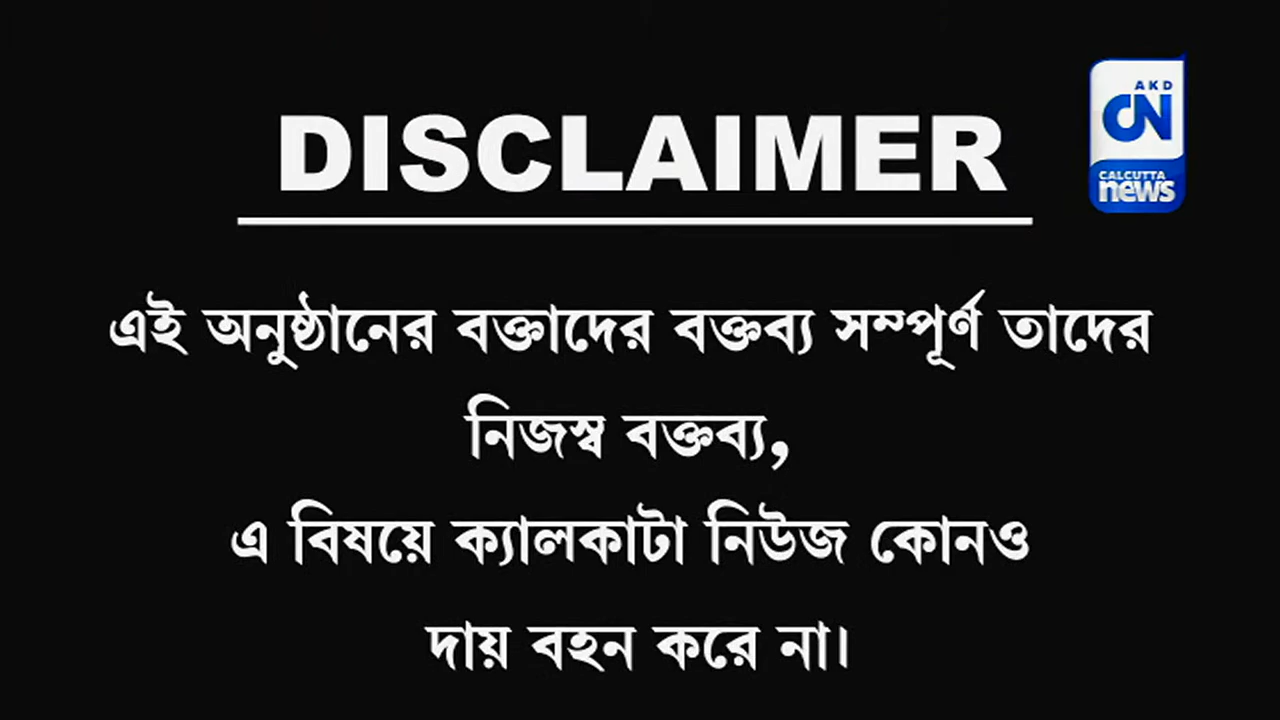 AKD
CN
CALCUTTA
news
DISCLAIMER
এই অনুষ্ঠানের বক্তাদের বক্তব্য সম্পূর্ণ তাদের
নিজস্ব বক্তব্য,
এ বিষয়ে ক্যালকাটা নিউজ কোনও
দায় বহন করে না।